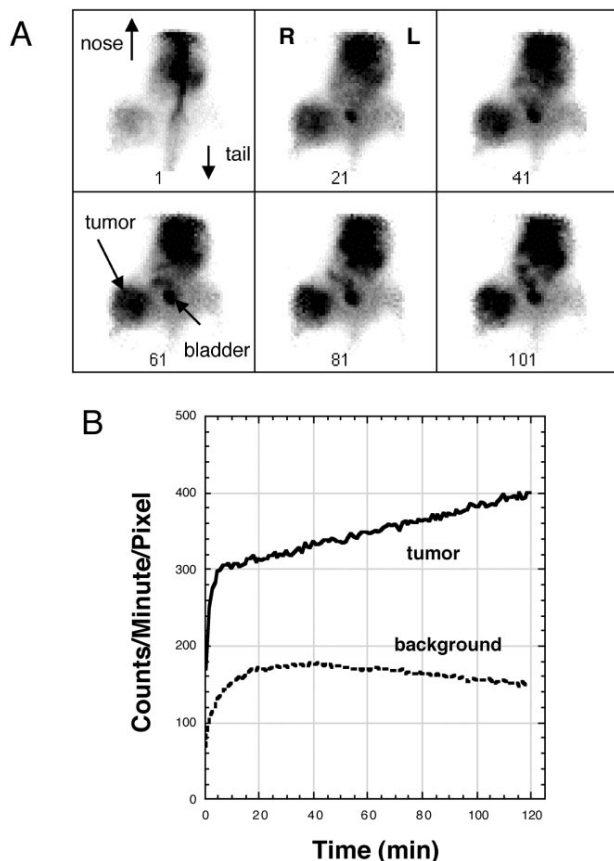 A
nose
R
L
tail
1
21
41
tumor
bladder
61
81
101
B
500
400
300
200
100
0
Counts/Minute/Pixel
tumor
background
0
20
40
60
80
100
120
Time (min)